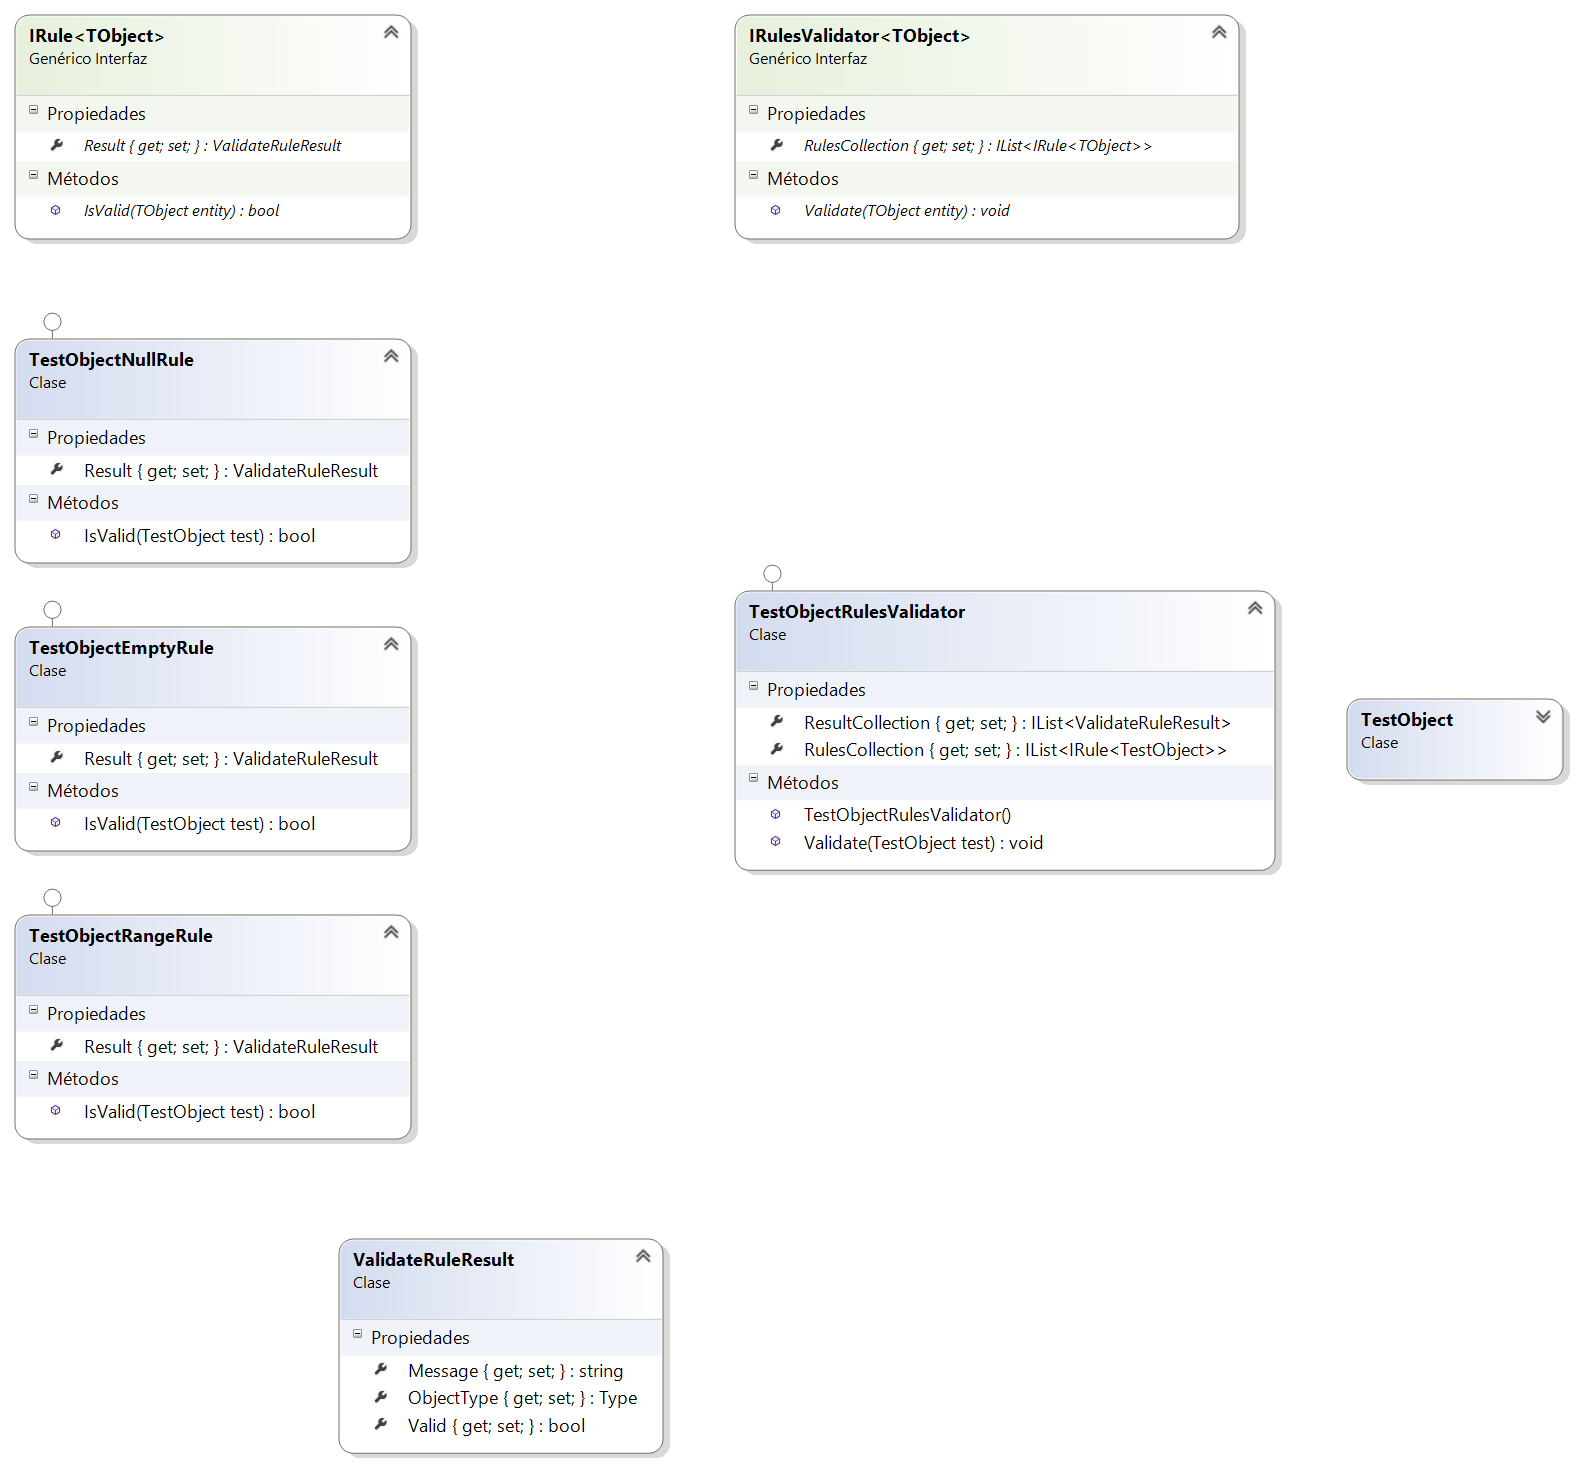 IRule<TObject>
Genérico Interfaz
Propiedades
Result { get; set; } : ValidateRuleResult
Métodos
IsValid(TObject entity) : bool
IRulesValidator<TObject>
Genérico Interfaz
Propiedades
RulesCollection { get; set; } : IList<IRule<TObject>>
Métodos
Validate(TObject entity) : void
TestObjectNullRule
Clase
Propiedades
Result { get; set; } : ValidateRuleResult
Métodos
IsValid(TestObject test) : bool
TestObjectEmptyRule
Clase
Propiedades
Result { get; set; } : ValidateRuleResult
Métodos
IsValid(TestObject test) : bool
TestObjectRangeRule
Clase
Propiedades
Result { get; set; } : ValidateRuleResult
Métodos
IsValid(TestObject test) : bool
TestObjectRulesValidator
Clase
Propiedades
ResultCollection { get; set; } : IList<ValidateRuleResult>
RulesCollection { get; set; } : IList<IRule<TestObject>>
Métodos
TestObjectRulesValidator()
Validate(TestObject test) : void
TestObject
Clase
ValidateRuleResult
Clase
Propiedades
Message { get; set; } : string
ObjectType { get; set; } : Type
Valid { get; set; } : bool